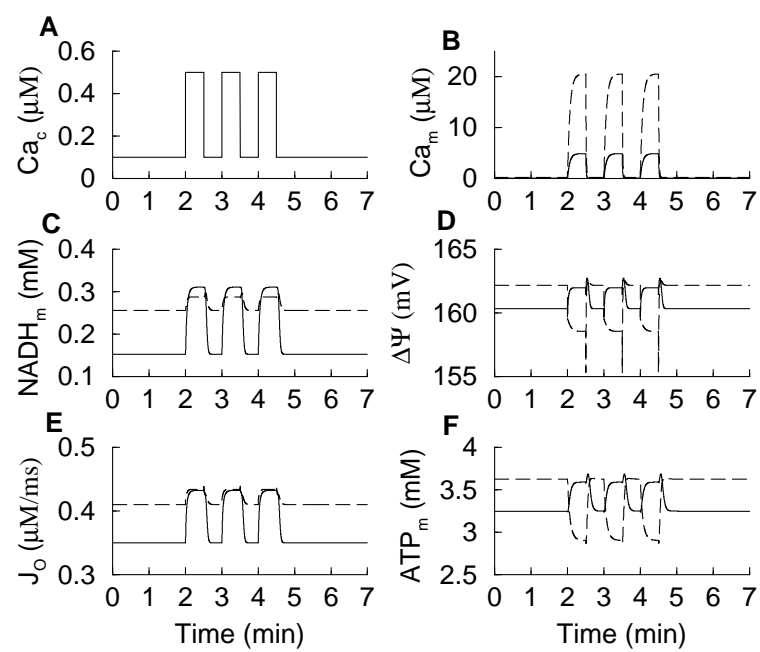 A
Ca_c (μM)
0.6
0.4
0.2
0
0 1 2 3 4 5 6 7
B
Ca_m (μM)
20
10
0
0 1 2 3 4 5 6 7
C
NADH_m (mM)
0.4
0.3
0.2
0.1
0 1 2 3 4 5 6 7
D
ΔΨ (mV)
165
160
155
0 1 2 3 4 5 6 7
E
J_O (μM/ms)
0.5
0.4
0.3
0 1 2 3 4 5 6 7
Time (min)
F
ATP_m (mM)
4
3.5
3
2.5
0 1 2 3 4 5 6 7
Time (min)